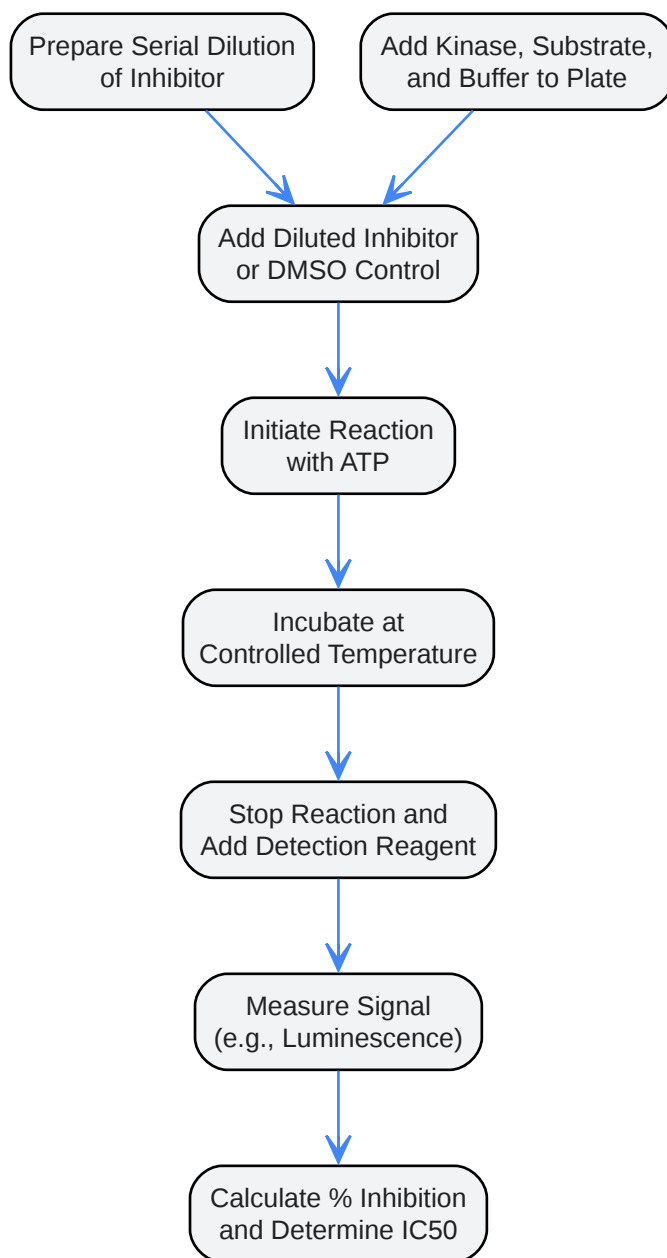 Prepare Serial Dilution
of Inhibitor
Add Kinase, Substrate,
and Buffer to Plate
Add Diluted Inhibitor
or DMSO Control
Initiate Reaction
with ATP
Incubate at
Controlled Temperature
Stop Reaction and
Add Detection Reagent
Measure Signal
(e.g., Luminescence)
Calculate % Inhibition
and Determine IC50